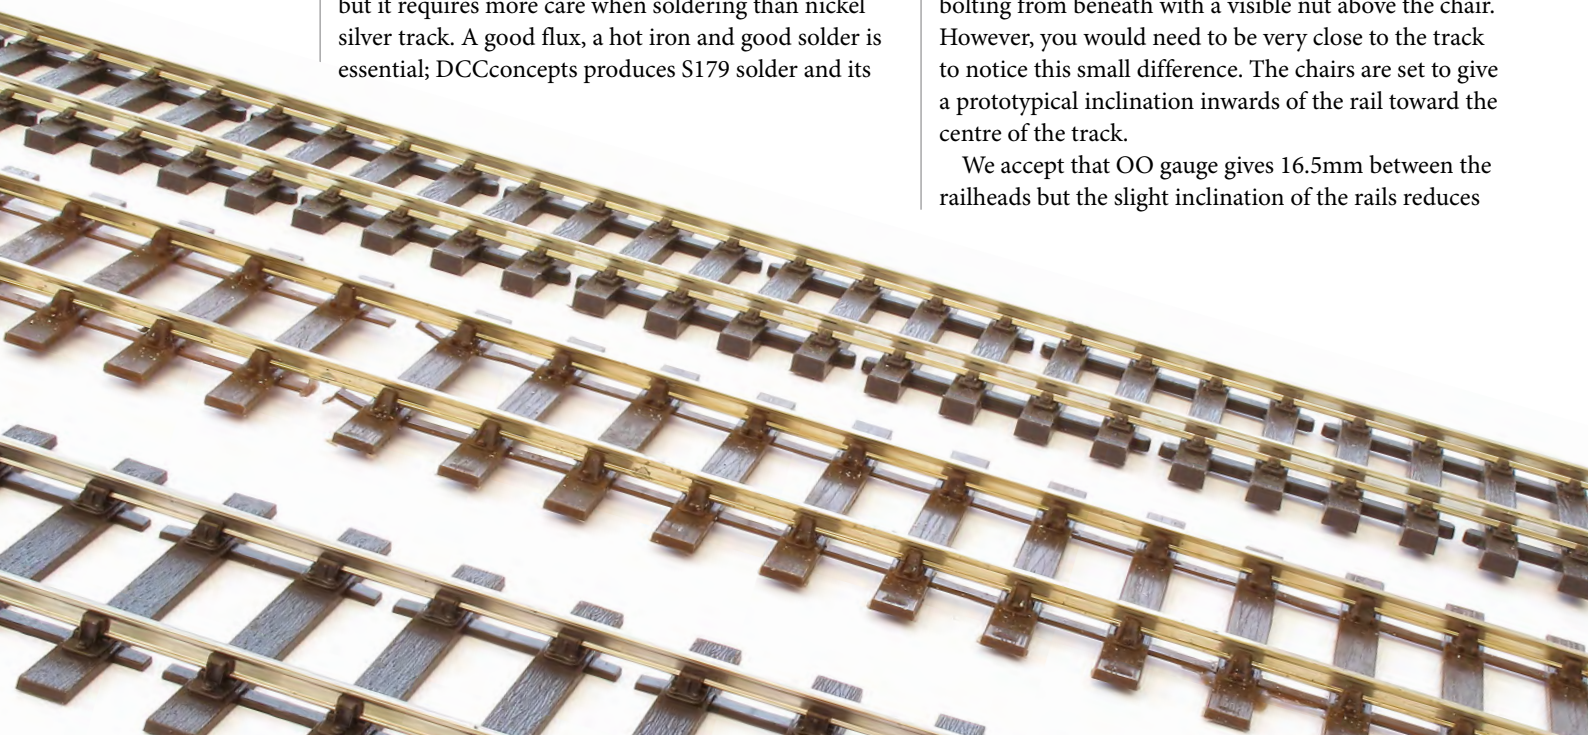 but it requires more care when soldering than nickel
silver track. A good flux, a hot iron and good solder is
essential; DCCconcepts produces S179 solder and its
bolting from beneath with a visible nut above the chair.
However, you would need to be very close to the track
to notice this small difference. The chairs are set to give
a prototypical inclination inwards of the rail toward the
centre of the track.
We accept that OO gauge gives 16.5mm between the
railheads but the slight inclination of the rails reduces